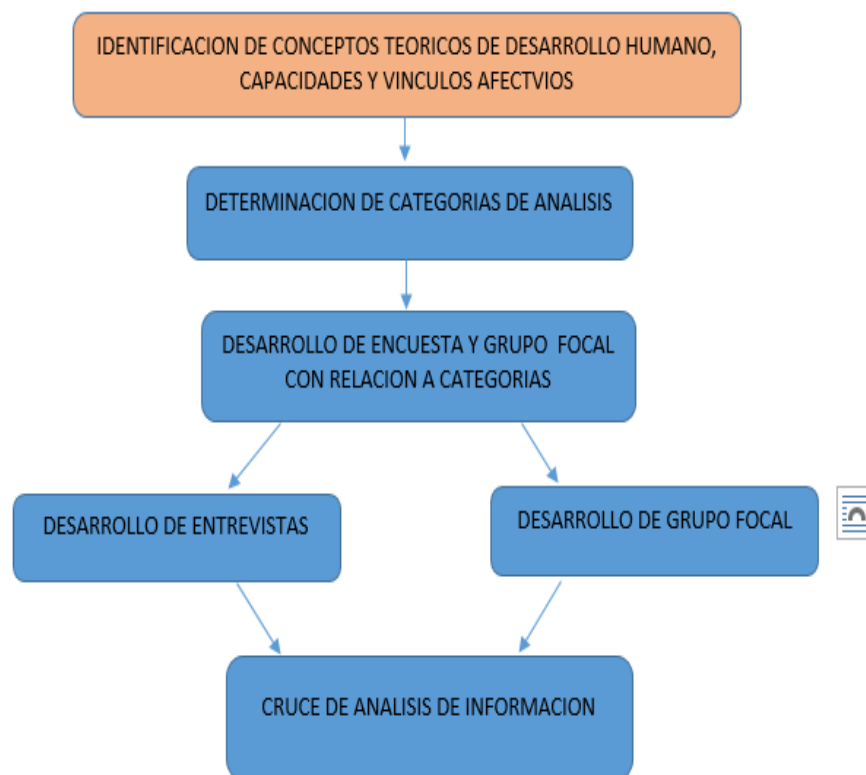 IDENTIFICACION DE CONCEPTOS TEORICOS DE DESARROLLO HUMANO,
CAPACIDADES Y VINCULOS AFECTVIOS
DETERMINACION DE CATEGORIAS DE ANALISIS
DESARROLLO DE ENCUESTA Y GRUPO FOCAL
CON RELACION A CATEGORIAS
DESARROLLO DE ENTREVISTAS
DESARROLLO DE GRUPO FOCAL
CRUCE DE ANALISIS DE INFORMACION